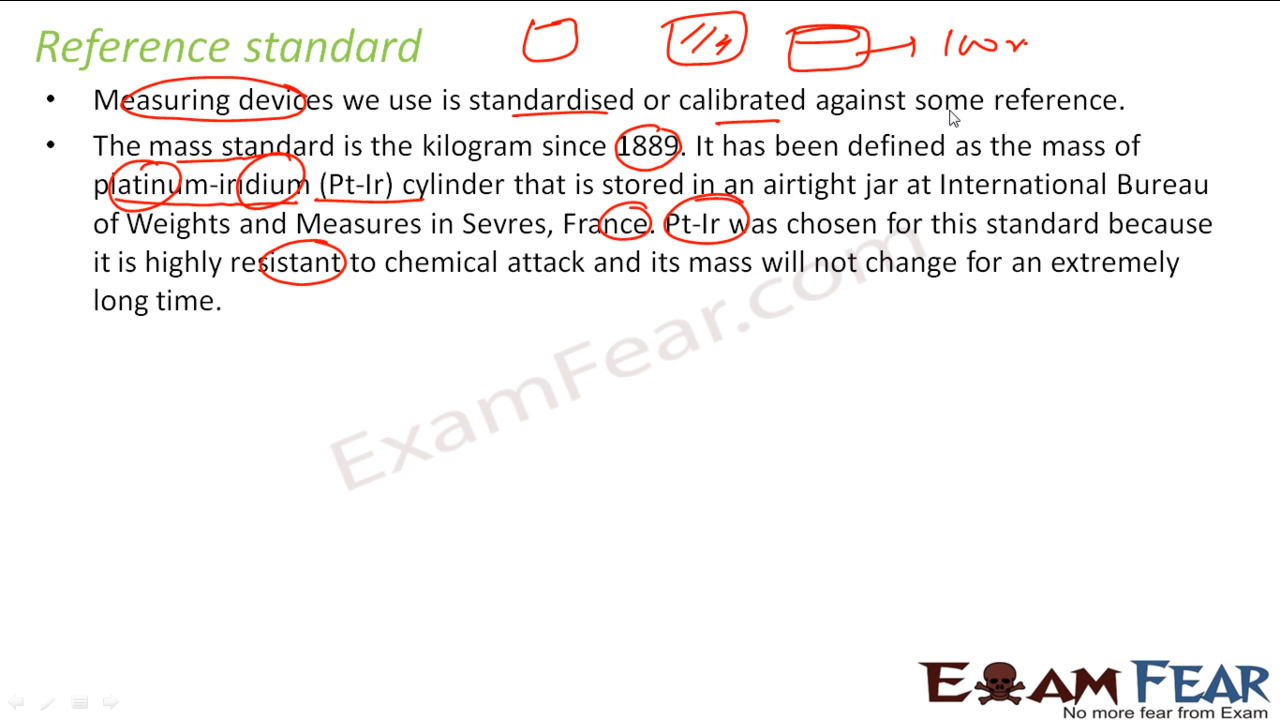 Reference standard
• Measuring devices we use is standardised or calibrated against some reference.
• The mass standard is the kilogram since 1889. It has been defined as the mass of
platinum-iridium (Pt-Ir) cylinder that is stored in an airtight jar at International Bureau
of Weights and Measures in Sevres, France. Pt-Ir was chosen for this standard because
it is highly resistant to chemical attack and its mass will not change for an extremely
long time.
ExamFear.com
EXAM FEAR
No more fear from Exam